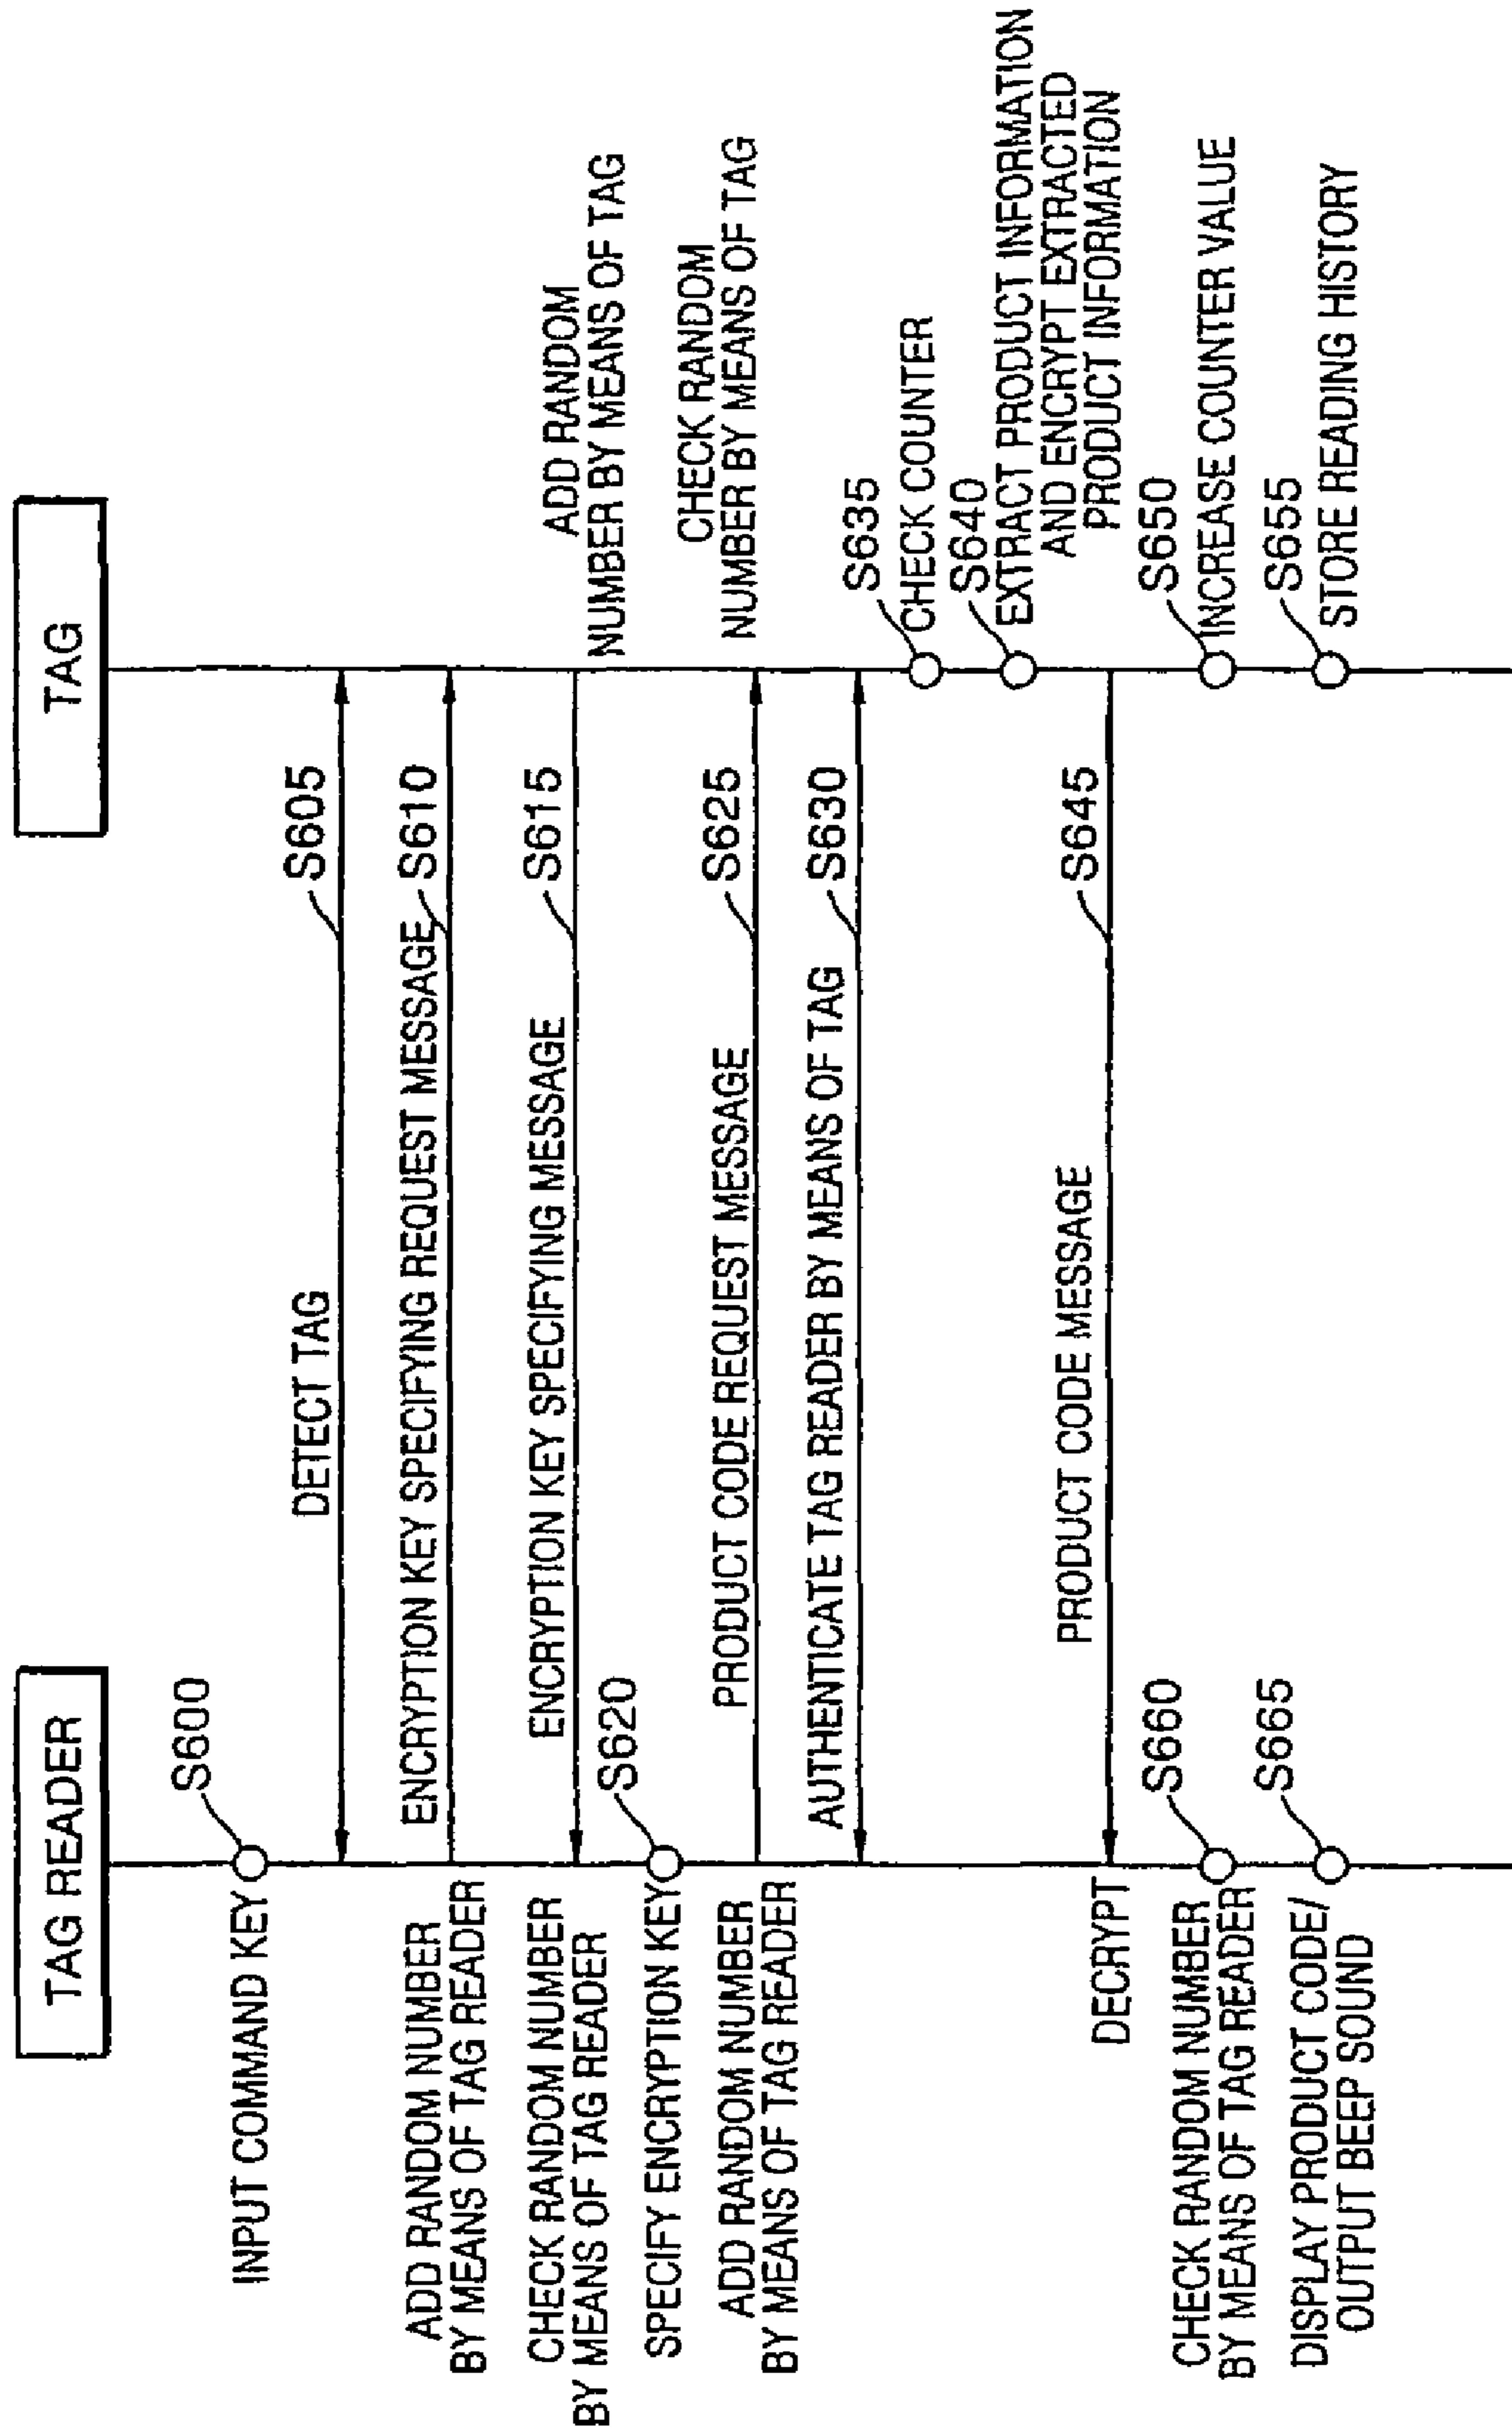 TAG READER
TAG
S600
INPUT COMMAND KEY
DETECT TAG
S605
ENCRYPTION KEY SPECIFYING REQUEST MESSAGE
S610
ADD RANDOM NUMBER
BY MEANS OF TAG READER
ENCRYPTION KEY SPECIFYING MESSAGE
S615
ADD RANDOM
NUMBER BY MEANS OF TAG
CHECK RANDOM NUMBER
BY MEANS OF TAG READER
S620
SPECIFY ENCRYPTION KEY
PRODUCT CODE REQUEST MESSAGE
S625
CHECK RANDOM
NUMBER BY MEANS OF TAG
ADD RANDOM NUMBER
BY MEANS OF TAG READER
AUTHENTICATE TAG READER BY MEANS OF TAG
S630
S635
CHECK COUNTER
S640
EXTRACT PRODUCT INFORMATION
AND ENCRYPT EXTRACTED
PRODUCT INFORMATION
PRODUCT CODE MESSAGE
S645
DECRYPT
S650
INCREASE COUNTER VALUE
S655
STORE READING HISTORY
S660
CHECK RANDOM NUMBER
BY MEANS OF TAG READER
S665
DISPLAY PRODUCT CODE/
OUTPUT BEEP SOUND